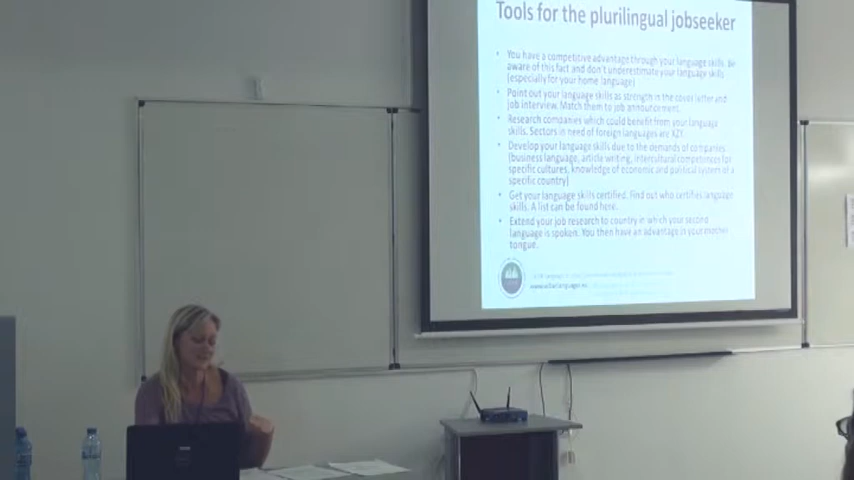 Tools for the plurilingual jobseeker
You have a competitive advantage through your language skills. Be
aware of this fact and don't underestimate your language skills
(especially for your home language)
Point out your language skills as strength in the cover letter and
job interview. Match them to job announcement.
Research companies which could benefit from your language
skills. Sectors in need of foreign languages are XZY.
Develop your language skills due to the demands of companies
(business language, article writing, intercultural competences for
specific cultures, knowledge of economic and political system of a
specific country)
Get your language skills certified. Find out who certifies language
skills. A list can be found here.
Extend your job research to country in which your second
language is spoken. You then have an advantage in your mother
tongue.